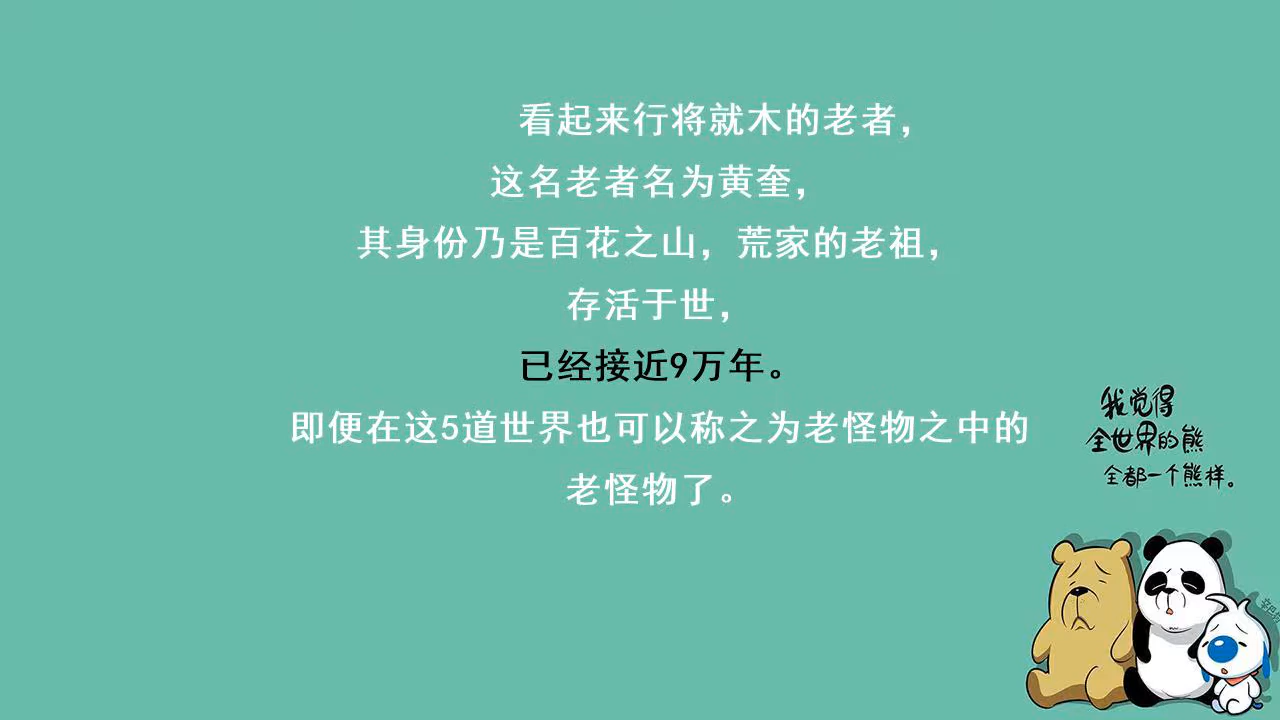 看起来行将就木的老者，
这名老者名为黄奎，
其身份乃是百花之山，荒家的老祖，
存活于世，
已经接近9万年。
即便在这5道世界也可以称之为老怪物之中的
老怪物了。
我觉得
全世界的熊
全都一个熊样。